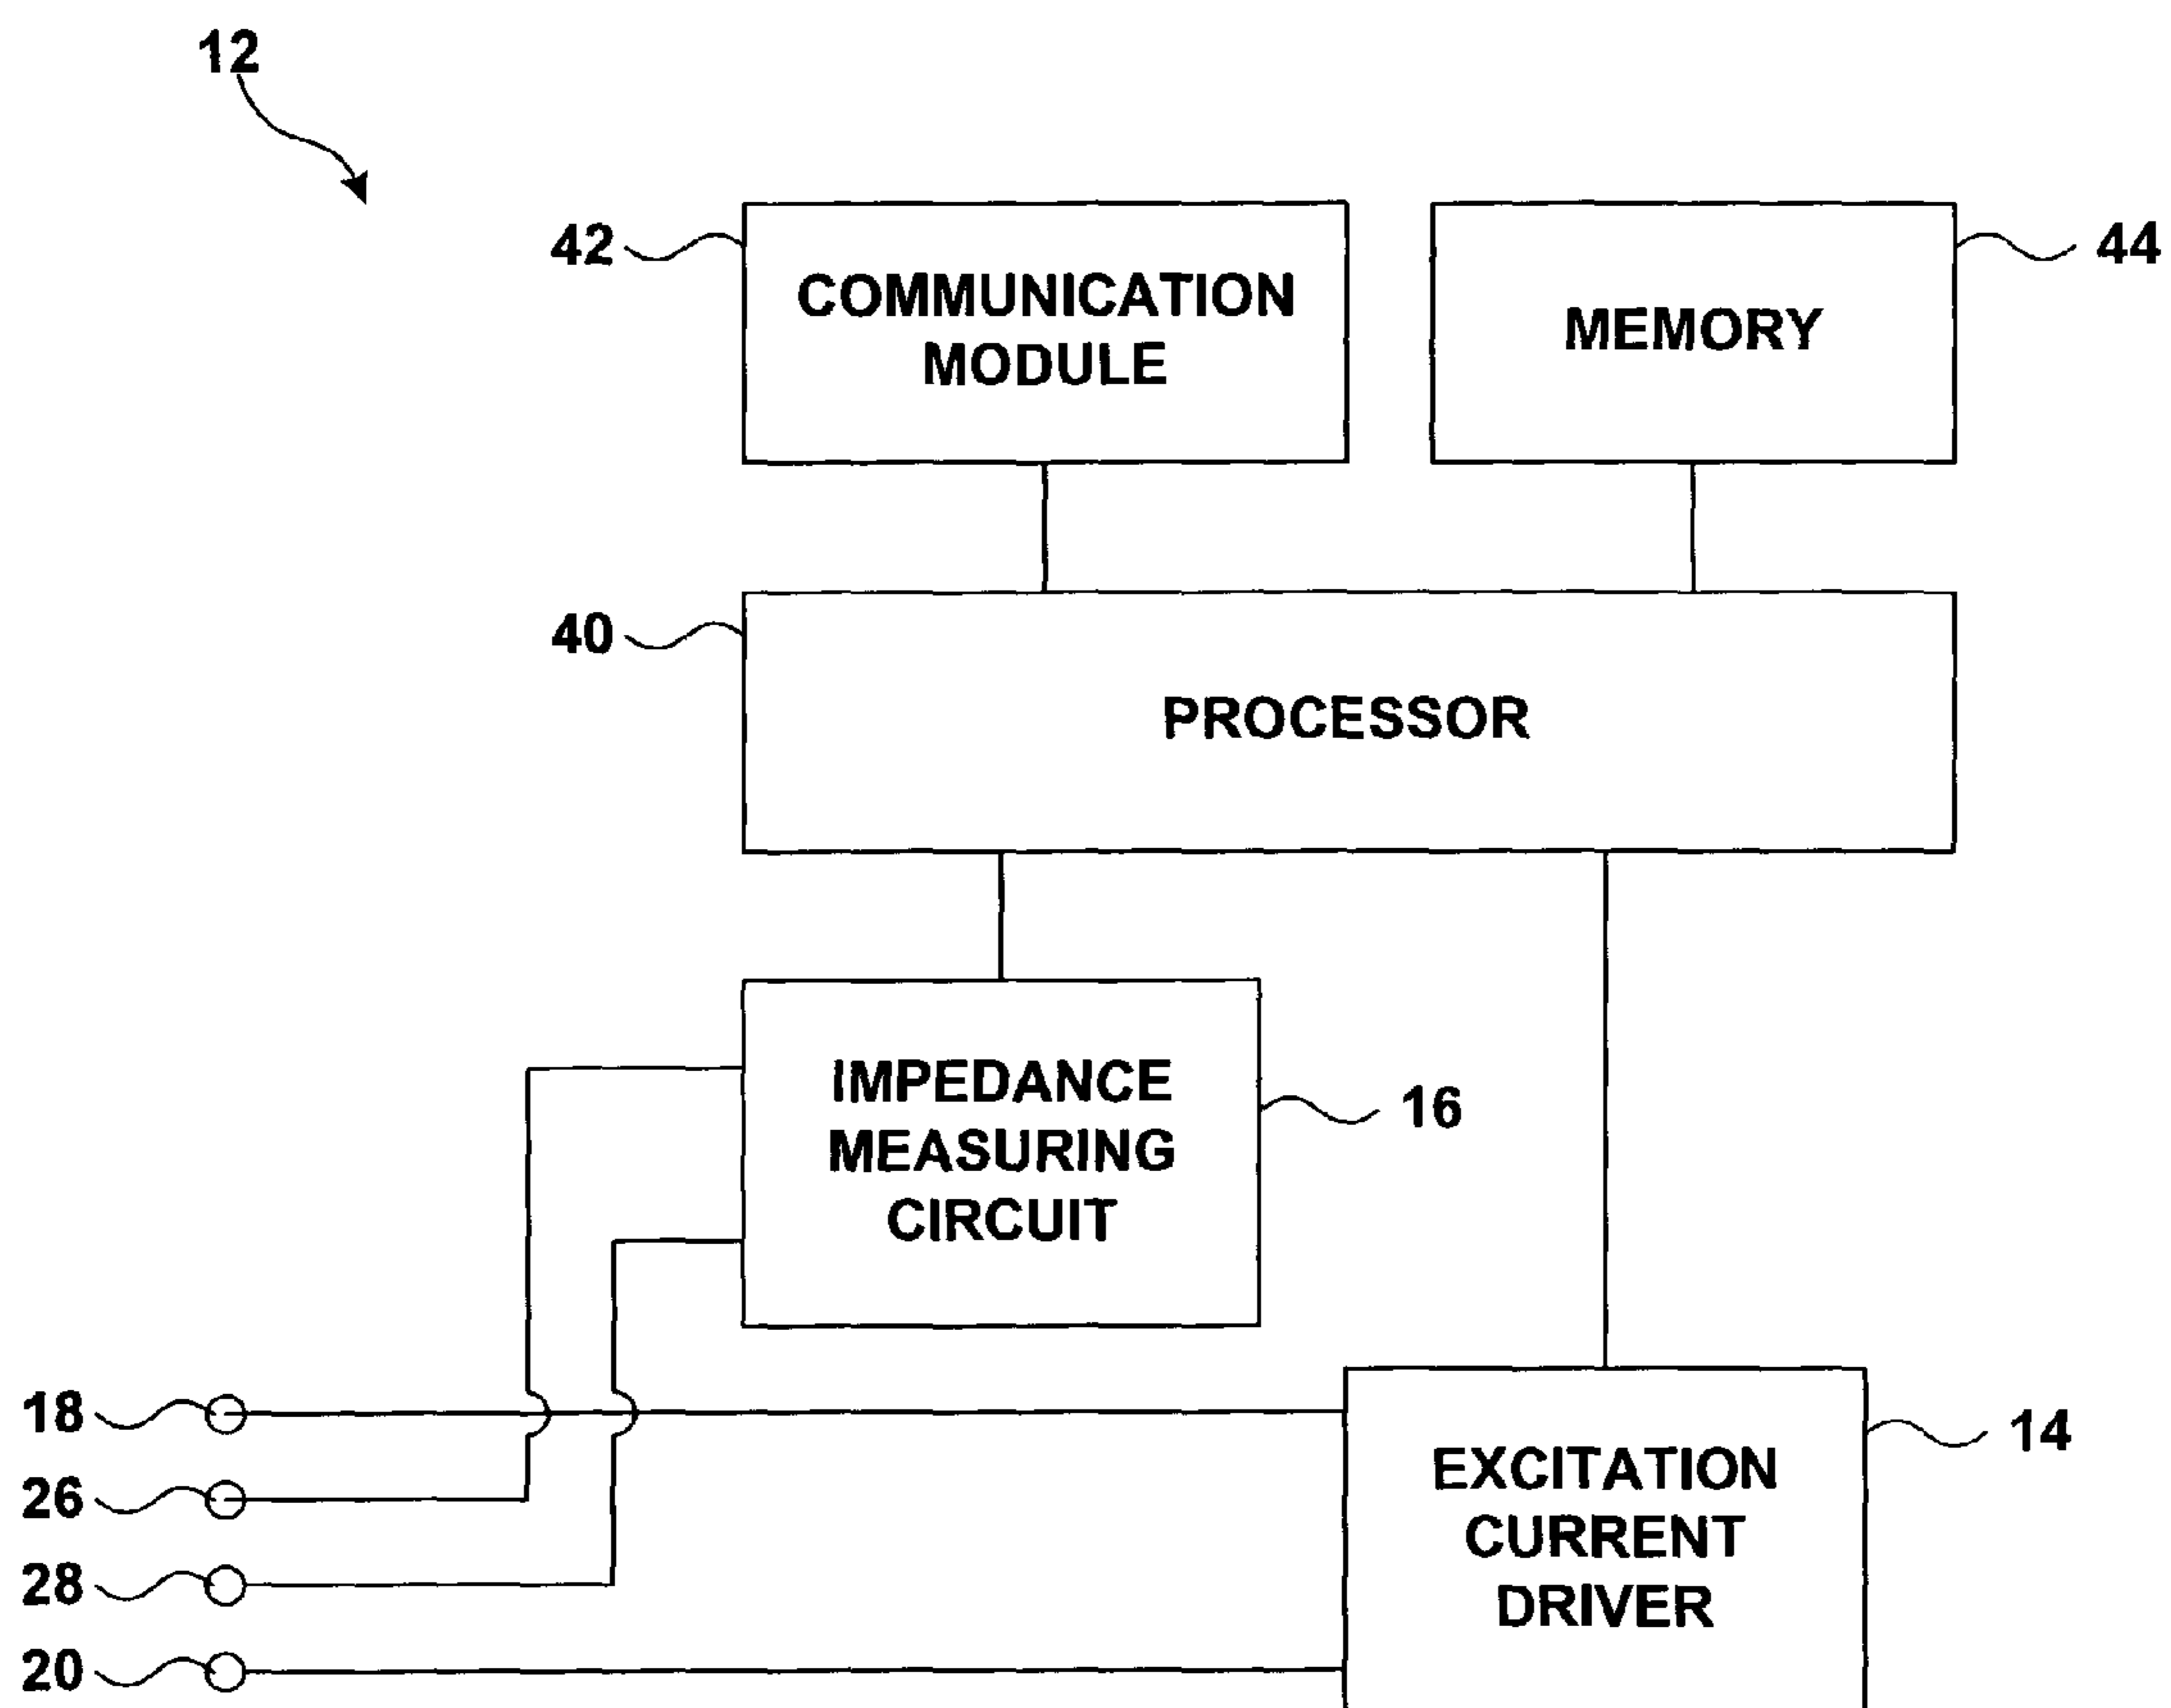 12
42
COMMUNICATION
MODULE
MEMORY
44
40
PROCESSOR
IMPEDANCE
MEASURING
CIRCUIT
16
18
26
28
20
EXCITATION
CURRENT
DRIVER
14